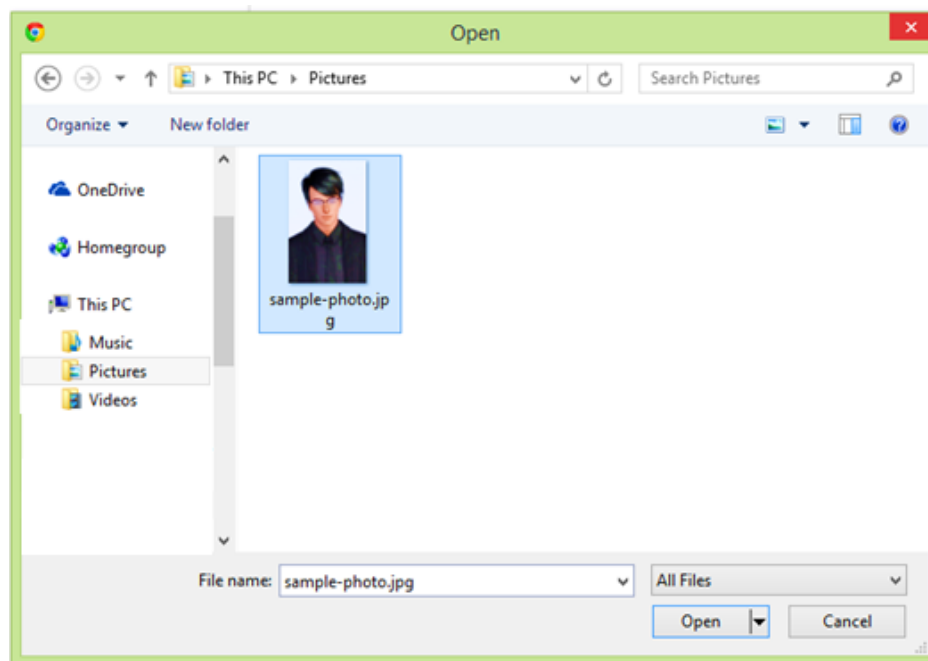 Open
This PC
Pictures
Search Pictures
Organize
New folder
OneDrive
Homegroup
This PC
Music
Pictures
Videos
sample-photo.jp
g
File name:
sample-photo.jpg
All Files
Open
Cancel